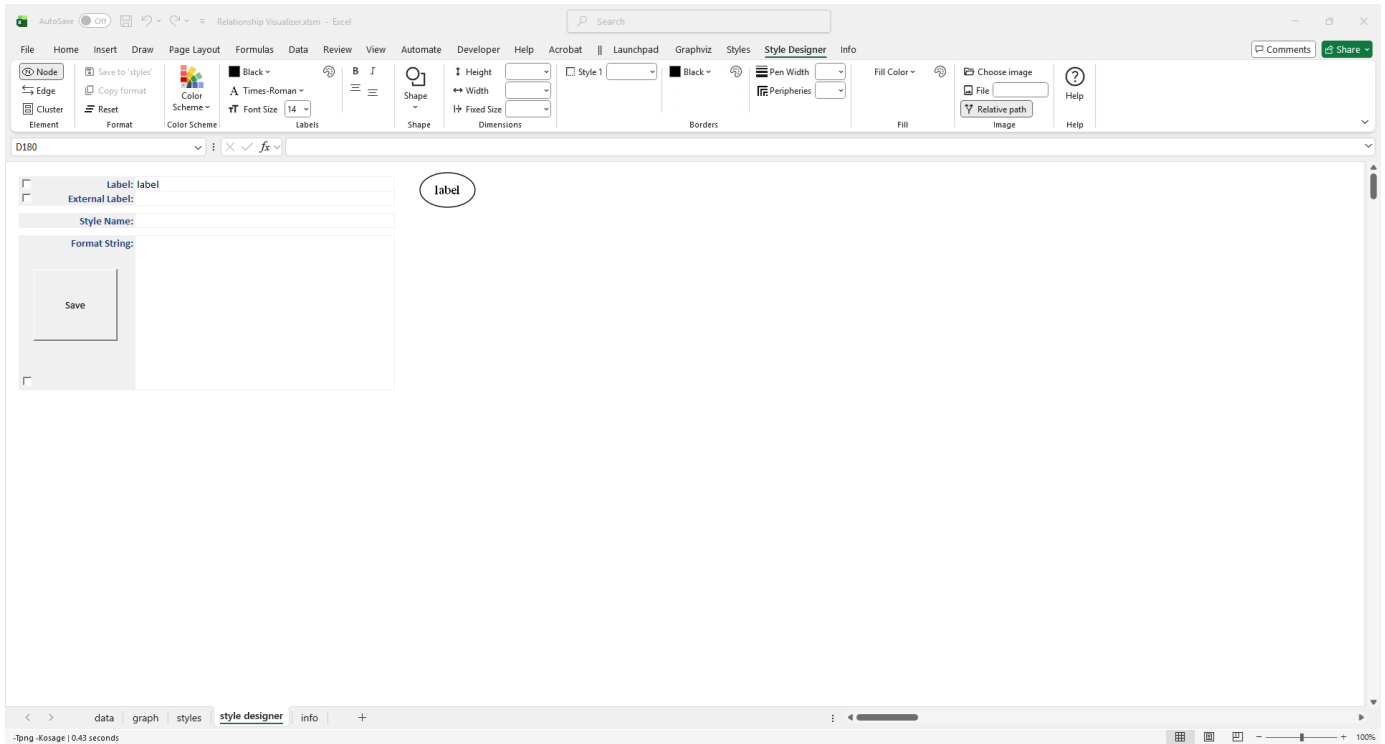 AutoSave Off Relationship Visualizer.xlsm - Excel Search
File Home Insert Draw Page Layout Formulas Data Review View Automate Developer Help Acrobat || Launchpad Graphviz Styles Style Designer Info Comments Share
Node Save to 'styles' Black B I Height Style 1 Black Pen Width Fill Color Choose image
Edge Copy format Color Scheme A Times-Roman Shape Width Peripheries File Help
Cluster Reset Font Size 14 Fixed Size Relative path
Element Format Color Scheme Labels Shape Dimensions Borders Fill Image Help
D180 fx
Label: label label
External Label:
Style Name:
Format String:
Save
data graph styles style designer info
-Tpng -Kosage | 0.43 seconds 100%